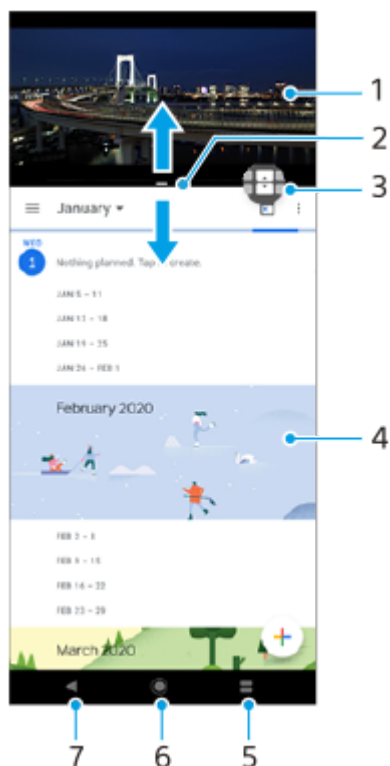 1
2
3
January
WED
1
Nothing planned. Tap to create.
JAN 5 – 11
JAN 12 – 18
JAN 19 – 25
JAN 26 – FEB 1
February 2020
4
FEB 2 – 8
FEB 9 – 15
FEB 16 – 22
FEB 23 – 29
March 2020
7 6 5